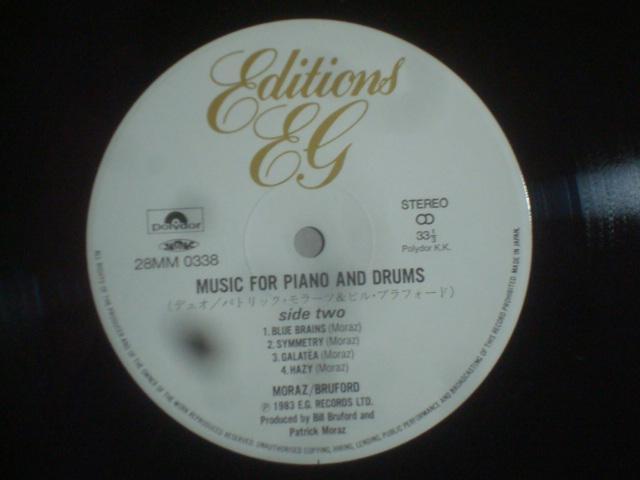 Editions
EG
polydor
28MM 0338
STEREO
33⅓
Polydor K.K.
MUSIC FOR PIANO AND DRUMS
(デュオ/パトリック・モラーツ&ビル・ブラフォード)
side two
1. BLUE BRAINS (Moraz)
2. SYMMETRY (Moraz)
3. GALATEA (Moraz)
4. HAZY (Moraz)
MORAZ/BRUFORD
Ⓟ 1983 E.G. RECORDS LTD.
Produced by Bill Bruford and
Patrick Moraz
ALL RIGHTS OF THE PRODUCER AND OF THE OWNER OF THE WORK REPRODUCED RESERVED. UNAUTHORISED COPYING, HIRING, LENDING, PUBLIC PERFORMANCE AND BROADCASTING OF THIS RECORD PROHIBITED. MADE IN JAPAN.